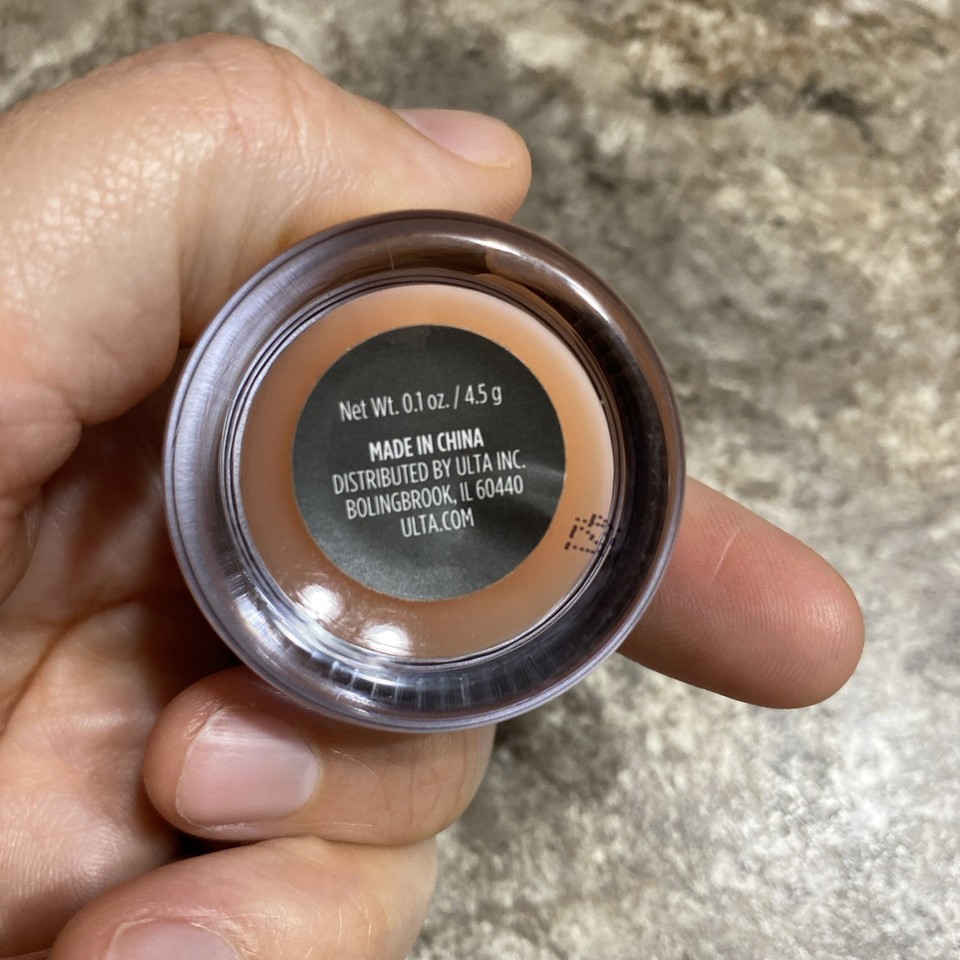 Net Wt. 0.1 oz. / 4.5 g
MADE IN CHINA
DISTRIBUTED BY ULTA INC.
BOLINGBROOK, IL 60440
ULTA.COM